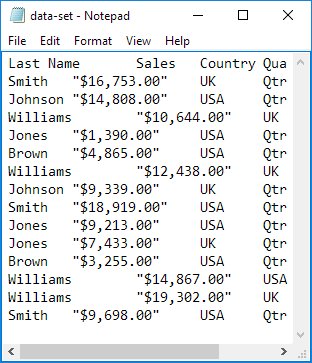 data-set - Notepad
File Edit Format View Help
Last Name Sales Country Qua
Smith "$16,753.00" UK Qtr
Johnson "$14,808.00" USA Qtr
Williams "$10,644.00" UK
Jones "$1,390.00" USA Qtr
Brown "$4,865.00" USA Qtr
Williams "$12,438.00" UK
Johnson "$9,339.00" UK Qtr
Smith "$18,919.00" USA Qtr
Jones "$9,213.00" USA Qtr
Jones "$7,433.00" UK Qtr
Brown "$3,255.00" USA Qtr
Williams "$14,867.00" USA
Williams "$19,302.00" UK
Smith "$9,698.00" USA Qtr